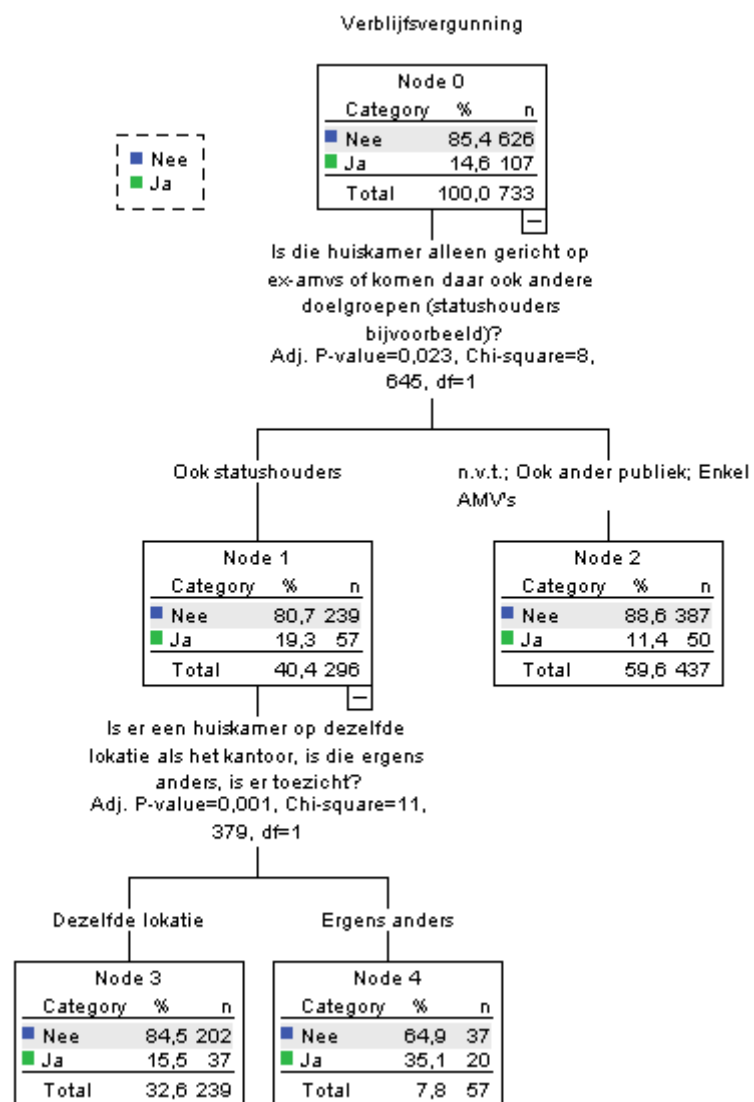 Verblijfsvergunning
Nee
Ja
Node 0
Category % n
Nee 85,4 626
Ja 14,6 107
Total 100,0 733
Is die huiskamer alleen gericht op
ex-amvs of komen daar ook andere
doelgroepen (statushouders
bijvoorbeeld)?
Adj. P-value=0,023, Chi-square=8,
645, df=1
Ook statushouders
n.v.t.; Ook ander publiek; Enkel
AMV's
Node 1
Category % n
Nee 80,7 239
Ja 19,3 57
Total 40,4 296
Node 2
Category % n
Nee 88,6 387
Ja 11,4 50
Total 59,6 437
Is er een huiskamer op dezelfde
lokatie als het kantoor, is die ergens
anders, is er toezicht?
Adj. P-value=0,001, Chi-square=11,
379, df=1
Dezelfde lokatie
Ergens anders
Node 3
Category % n
Nee 84,5 202
Ja 15,5 37
Total 32,6 239
Node 4
Category % n
Nee 64,9 37
Ja 35,1 20
Total 7,8 57